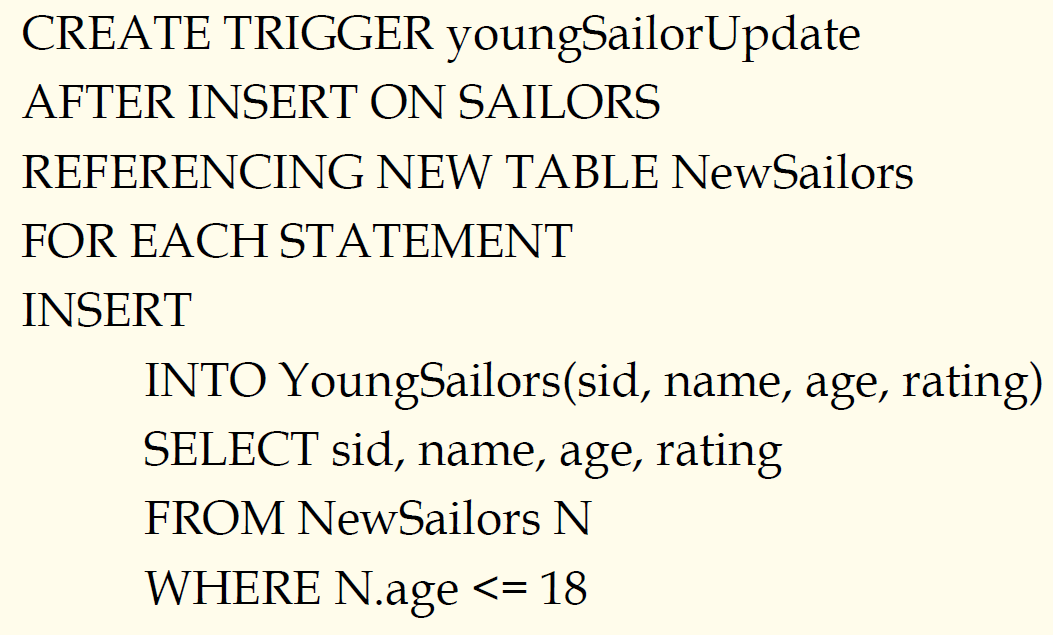 CREATE TRIGGER youngSailorUpdate
AFTER INSERT ON SAILORS
REFERENCING NEW TABLE NewSailors
FOR EACH STATEMENT
INSERT
INTO YoungSailors(sid, name, age, rating)
SELECT sid, name, age, rating
FROM NewSailors N
WHERE N.age <= 18